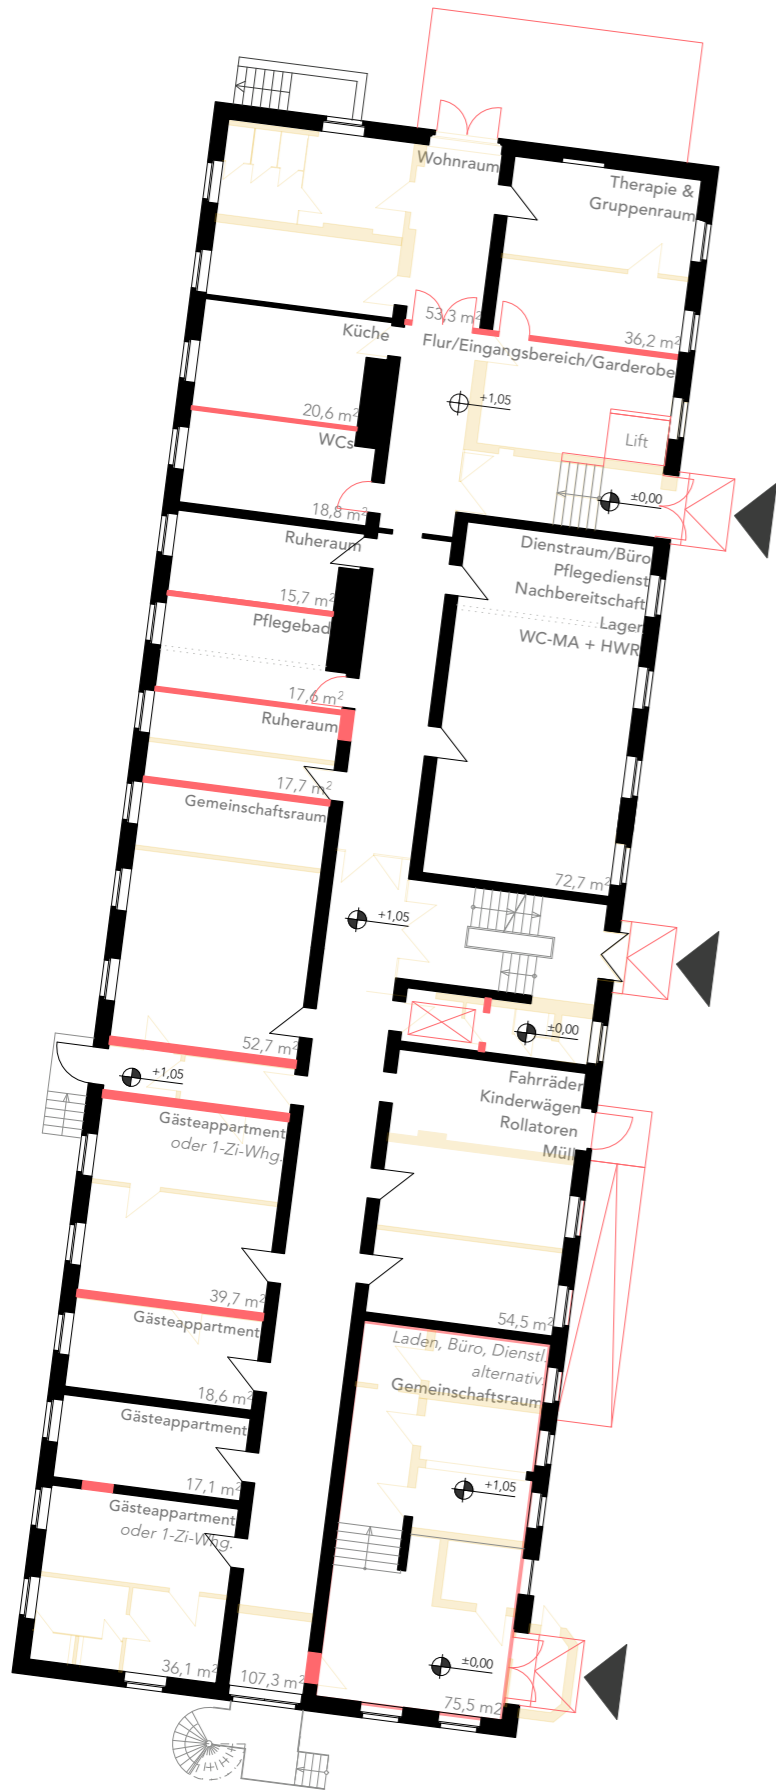 Wohnraum
Therapie &
Gruppenraum
53,3 m²
36,2 m²
Küche
Flur/Eingangsbereich/Garderobe
+1,05
20,6 m²
WCs
Lift
±0,00
18,8 m²
Ruheraum
Dienstraum/Büro
Pflegedienst
Nachbereitschaft
Lager
WC-MA + HWR
15,7 m²
Pflegebad
17,6 m²
Ruheraum
17,7 m²
Gemeinschaftsraum
72,7 m²
+1,05
±0,00
52,7 m²
+1,05
Fahrräder
Kinderwägen
Rollatoren
Müll
Gästeappartment
oder 1-Zi-Whg.
39,7 m²
54,5 m²
Gästeappartment
Laden, Büro, Dienstl.
alternativ.
Gemeinschaftsraum
18,6 m²
Gästeappartment
17,1 m²
+1,05
Gästeappartment
oder 1-Zi-Whg.
±0,00
36,1 m²
107,3 m²
75,5 m2